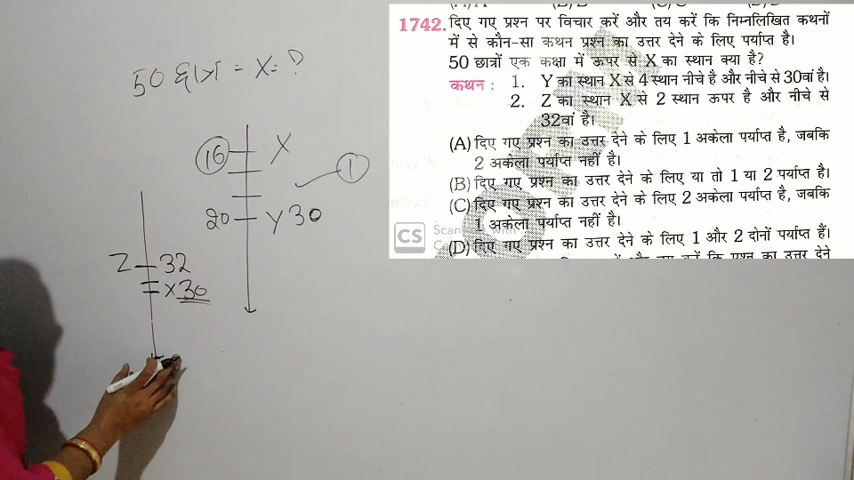 1742. दिए गए प्रश्न पर विचार करें और तय करें कि निम्नलिखित कथनों
में से कौन-सा कथन प्रश्न का उत्तर देने के लिए पर्याप्त है।
50 छात्रों एक कक्षा में ऊपर से X का स्थान क्या है?
कथन : 1. Y का स्थान X से 4 स्थान नीचे है और नीचे से 30वां है।
2. Z का स्थान X से 2 स्थान ऊपर है और नीचे से
32वां है।
(A) दिए गए प्रश्न का उत्तर देने के लिए 1 अकेला पर्याप्त है, जबकि
2 अकेला पर्याप्त नहीं है।
(B) दिए गए प्रश्न का उत्तर देने के लिए या तो 1 या 2 पर्याप्त है।
(C) दिए गए प्रश्न का उत्तर देने के लिए 2 अकेला पर्याप्त है, जबकि
1 अकेला पर्याप्त नहीं है।
(D) दिए गए प्रश्न का उत्तर देने के लिए 1 और 2 दोनों पर्याप्त हैं।
CS
50 छात्र = X = ?
16 X
1
20 Y 30
Z 32
X 30